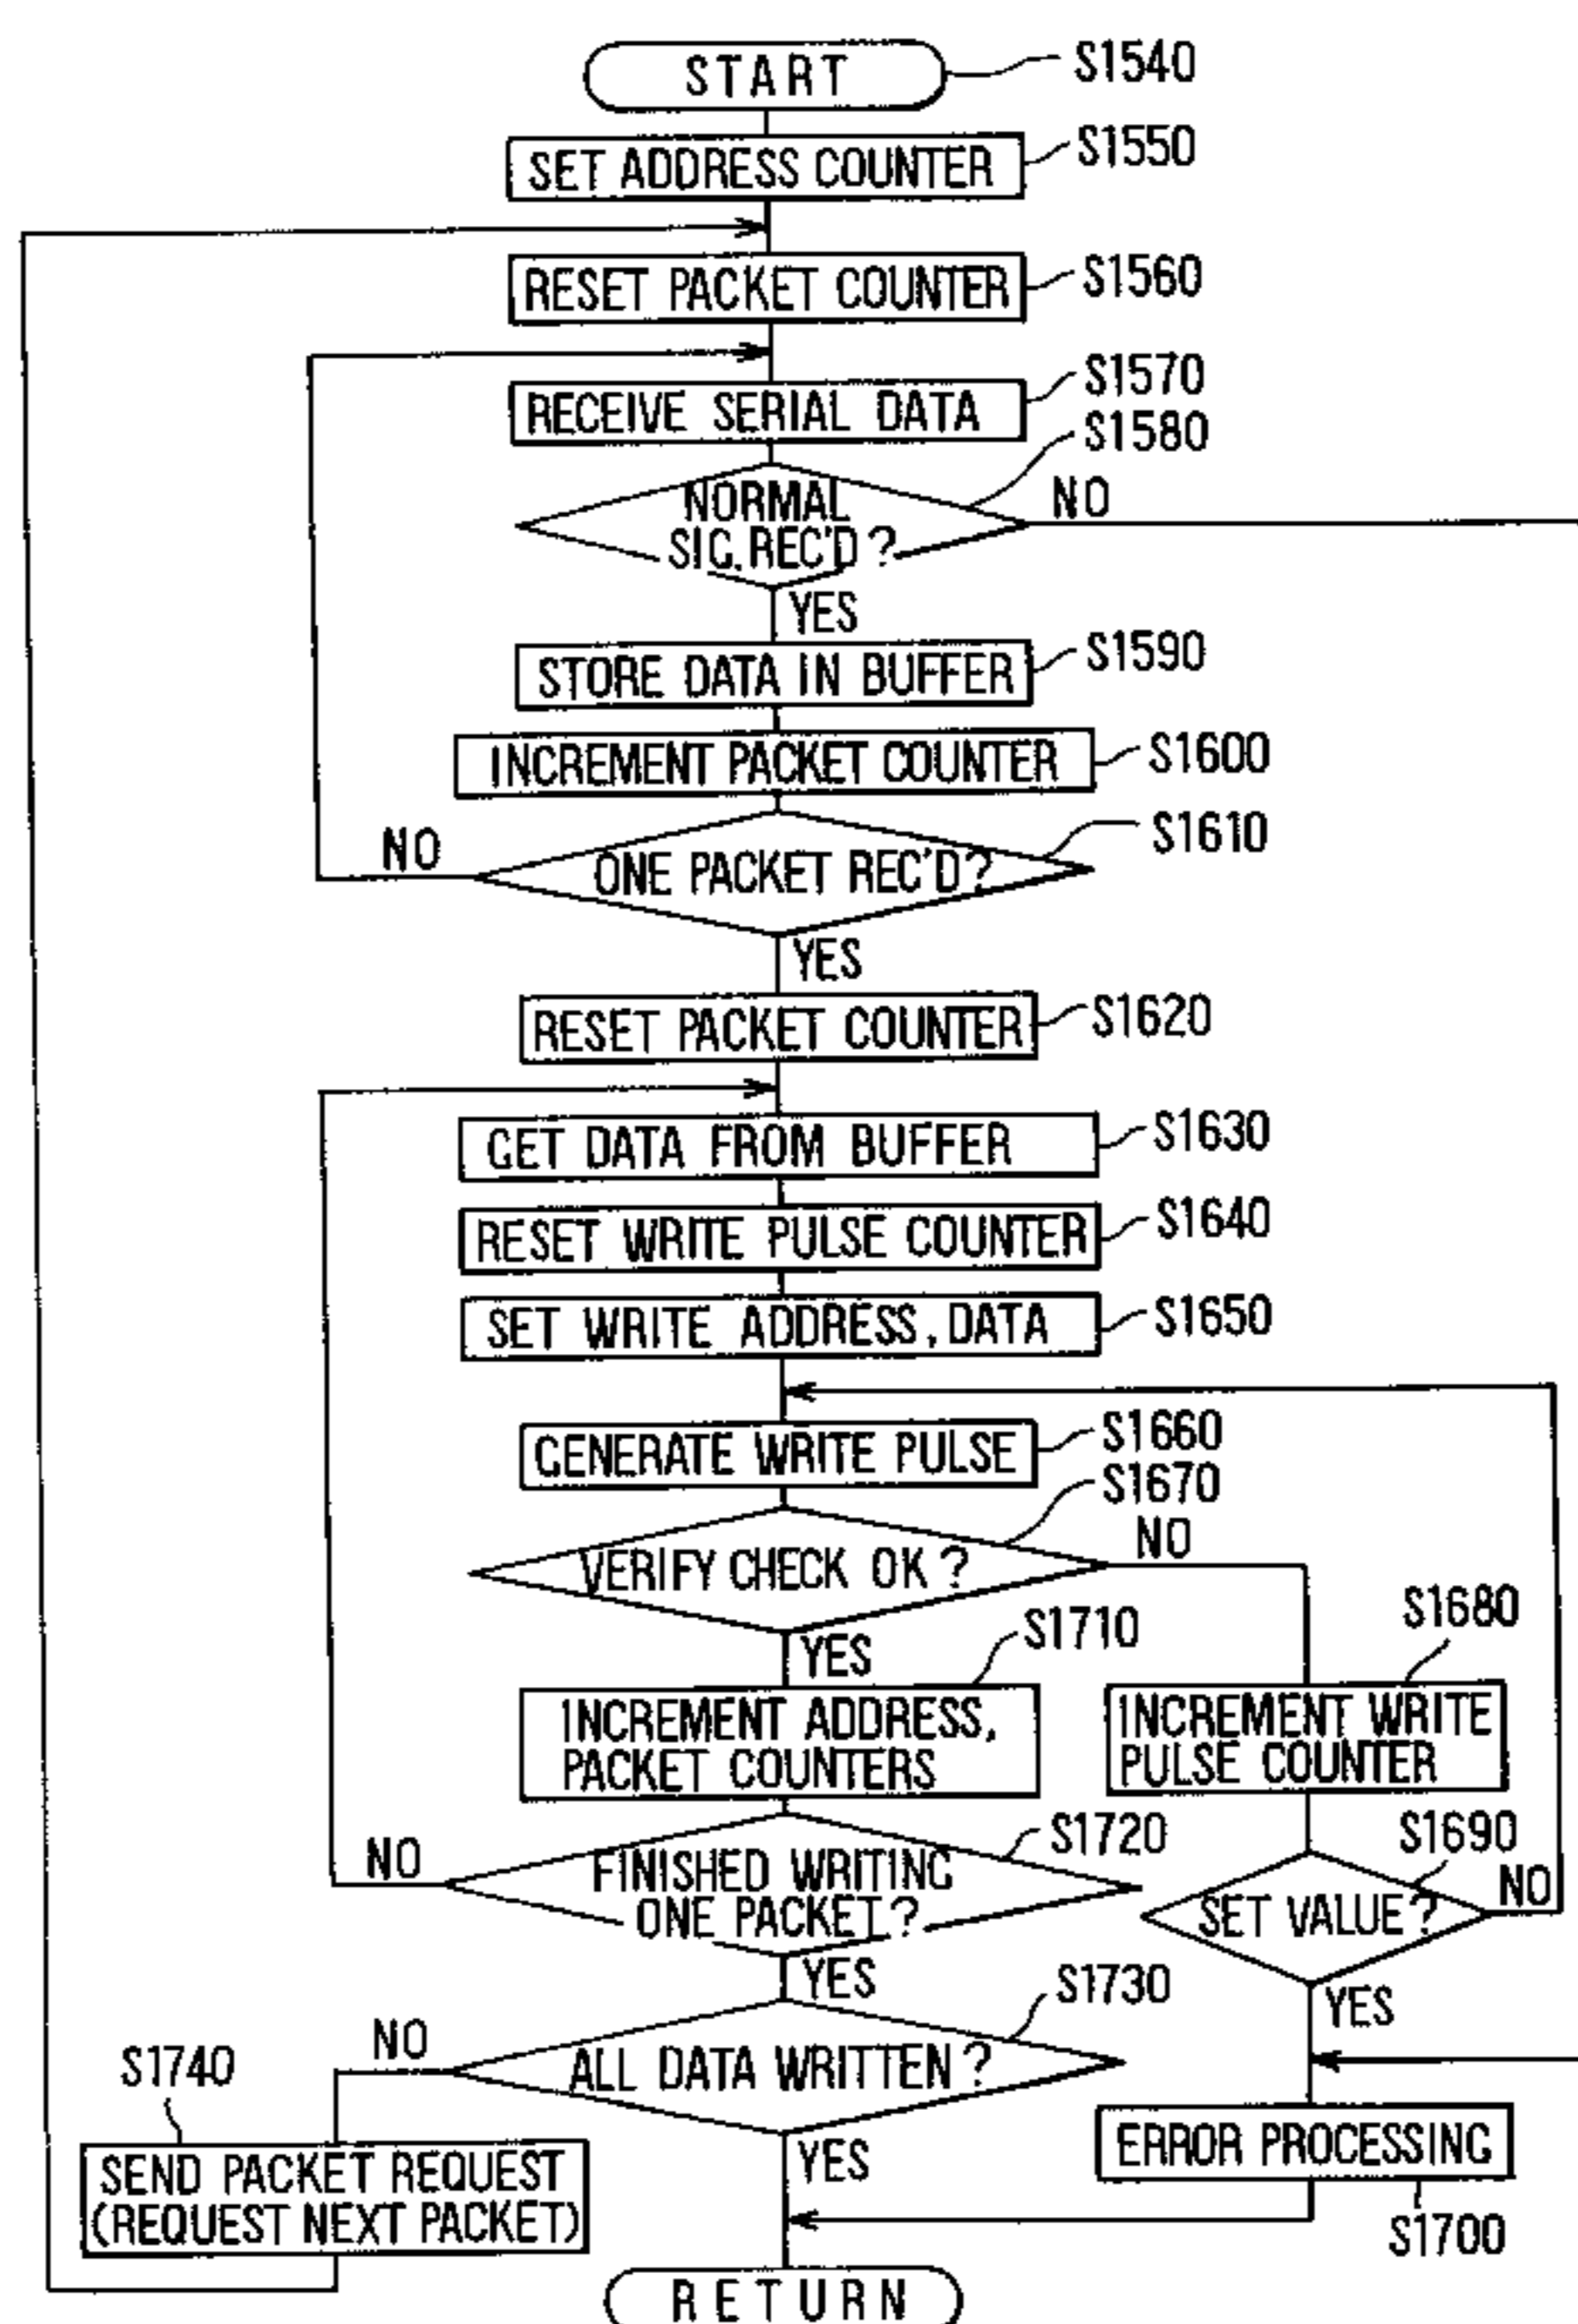 START
S1540
SET ADDRESS COUNTER
S1550
RESET PACKET COUNTER
S1560
RECEIVE SERIAL DATA
S1570
S1580
NORMAL
SIG. REC'D?
NO
YES
STORE DATA IN BUFFER
S1590
INCREMENT PACKET COUNTER
S1600
S1610
NO
ONE PACKET REC'D?
YES
RESET PACKET COUNTER
S1620
GET DATA FROM BUFFER
S1630
RESET WRITE PULSE COUNTER
S1640
SET WRITE ADDRESS, DATA
S1650
GENERATE WRITE PULSE
S1660
S1670
VERIFY CHECK OK?
NO
YES
S1710
S1680
INCREMENT ADDRESS,
PACKET COUNTERS
INCREMENT WRITE
PULSE COUNTER
S1720
S1690
NO
FINISHED WRITING
ONE PACKET?
SET VALUE?
NO
YES
YES
S1730
NO
S1740
ALL DATA WRITTEN?
YES
SEND PACKET REQUEST
(REQUEST NEXT PACKET)
ERROR PROCESSING
S1700
RETURN